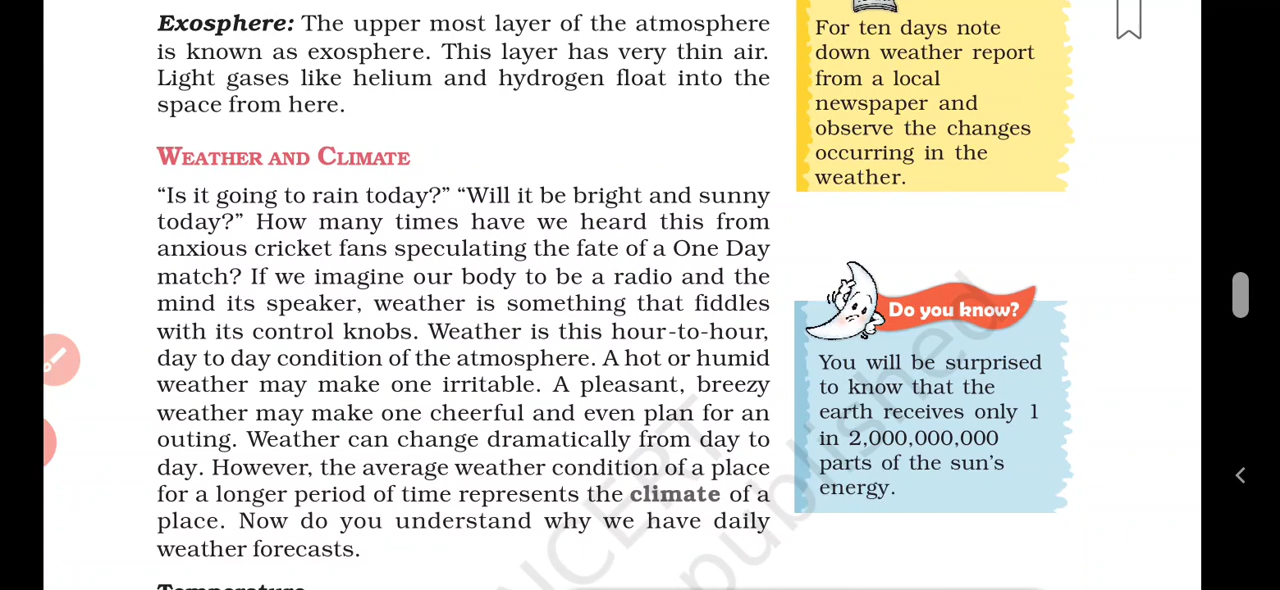 Exosphere: The upper most layer of the atmosphere
is known as exosphere. This layer has very thin air.
Light gases like helium and hydrogen float into the
space from here.
WEATHER AND CLIMATE
“Is it going to rain today?” “Will it be bright and sunny
today?” How many times have we heard this from
anxious cricket fans speculating the fate of a One Day
match? If we imagine our body to be a radio and the
mind its speaker, weather is something that fiddles
with its control knobs. Weather is this hour-to-hour,
day to day condition of the atmosphere. A hot or humid
weather may make one irritable. A pleasant, breezy
weather may make one cheerful and even plan for an
outing. Weather can change dramatically from day to
day. However, the average weather condition of a place
for a longer period of time represents the climate of a
place. Now do you understand why we have daily
weather forecasts.
Temperature
For ten days note
down weather report
from a local
newspaper and
observe the changes
occurring in the
weather.
Do you know?
You will be surprised
to know that the
earth receives only 1
in 2,000,000,000
parts of the sun’s
energy.
NCERT
published